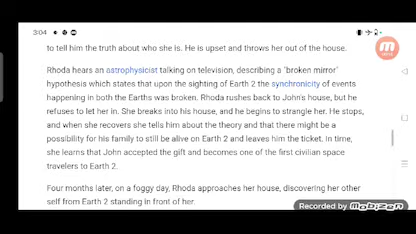 3:04
to tell him the truth about who she is. He is upset and throws her out of the house.
Rhoda hears an astrophysicist talking on television, describing a "broken mirror"
hypothesis which states that upon the sighting of Earth 2 the synchronicity of events
happening in both the Earths was broken. Rhoda rushes back to John's house, but he
refuses to let her in. She breaks into his house, and he begins to strangle her. He stops,
and when she recovers she tells him about the theory and that there might be a
possibility for his family to still be alive on Earth 2 and leaves him the ticket. In time,
she learns that John accepted the gift and becomes one of the first civilian space
travelers to Earth 2.
Four months later, on a foggy day, Rhoda approaches her house, discovering her other
self from Earth 2 standing in front of her.
Recorded by Mobizen